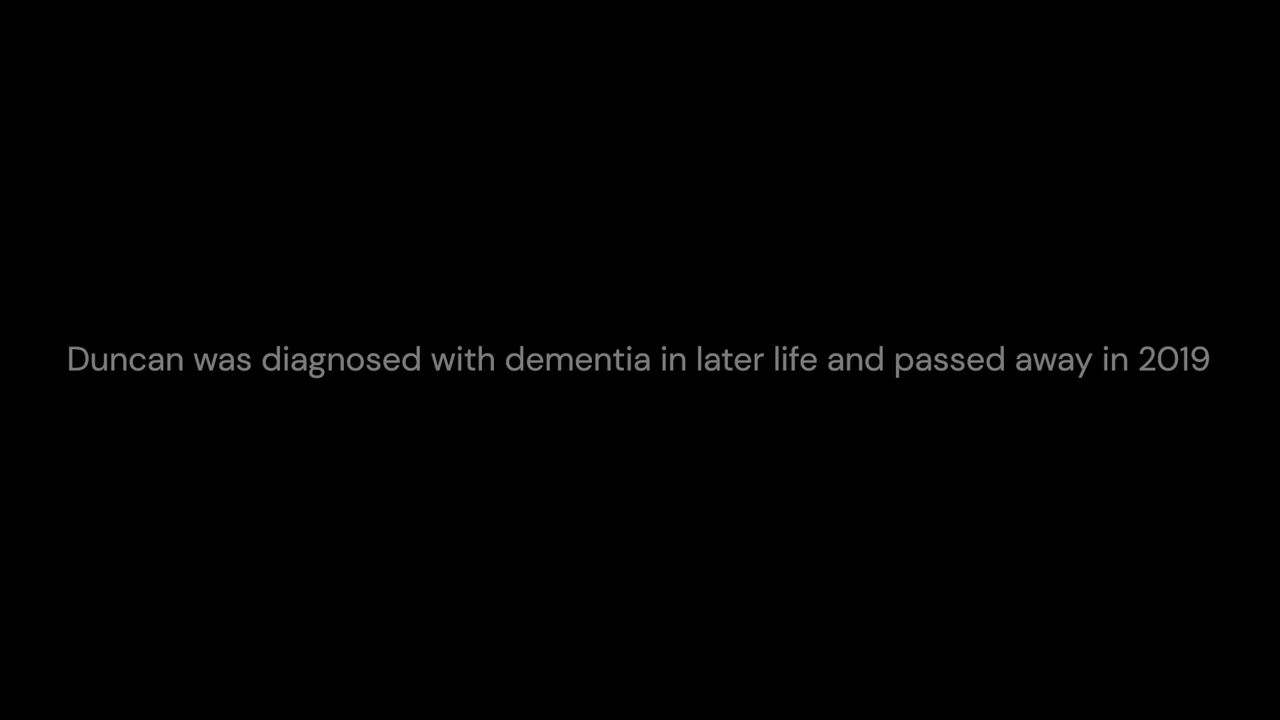 Duncan was diagnosed with dementia in later life and passed away in 2019